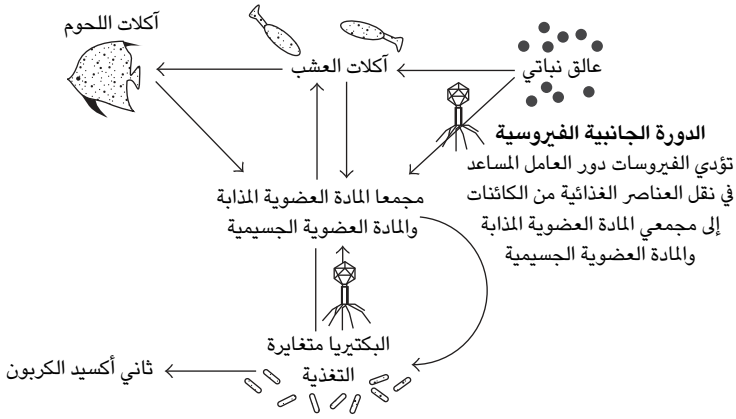 آكلات اللحوم
آكلات العشب
عالق نباتي
الدورة الجانبية الفيروسية
تؤدي الفيروسات دور العامل المساعد
في نقل العناصر الغذائية من الكائنات
إلى مجمعي المادة العضوية المذابة
والمادة العضوية الجسيمية
مجمعا المادة العضوية المذابة
والمادة العضوية الجسيمية
البكتيريا متغايرة
التغذية
ثاني أكسيد الكربون